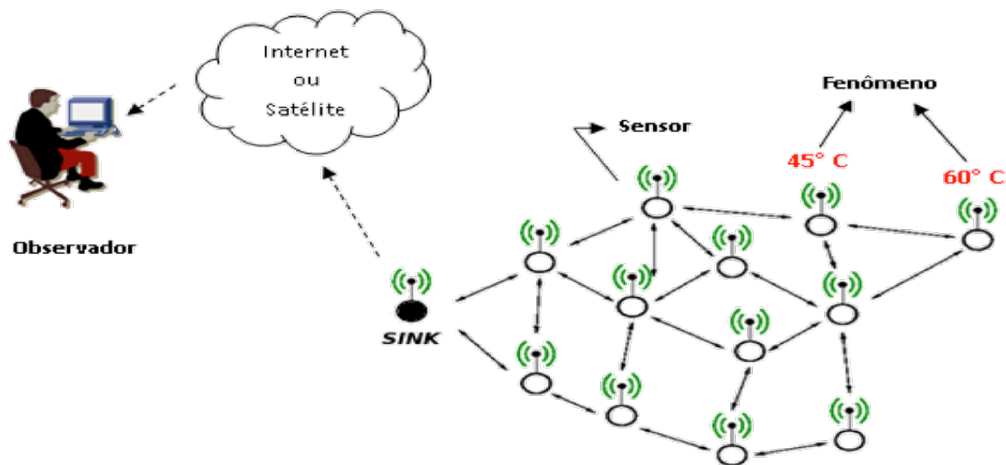 Internet
ou
Satélite
Fenômeno
Sensor
45° C
60° C
Observador
SINK